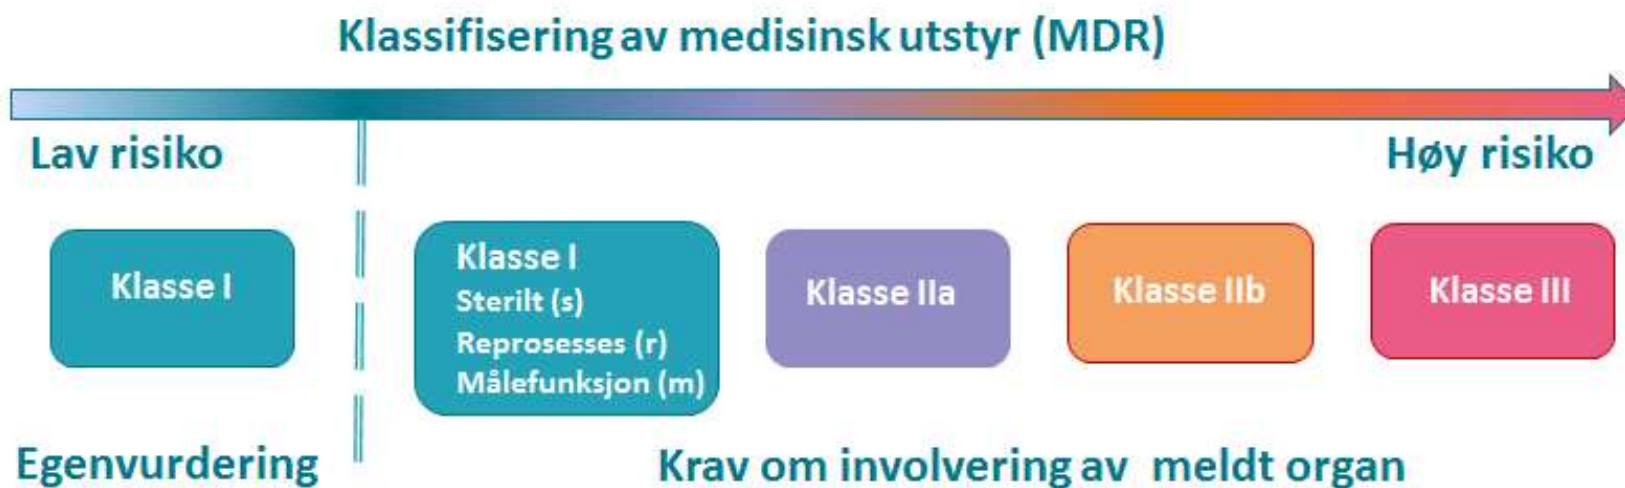 Klassifisering av medisinsk utstyr (MDR)
Lav risiko
Høy risiko
Klasse I
Klasse I
Sterilt (s)
Reprosesses (r)
Målefunksjon (m)
Klasse IIa
Klasse IIb
Klasse III
Egenvurdering
Krav om involvering av meldt organ